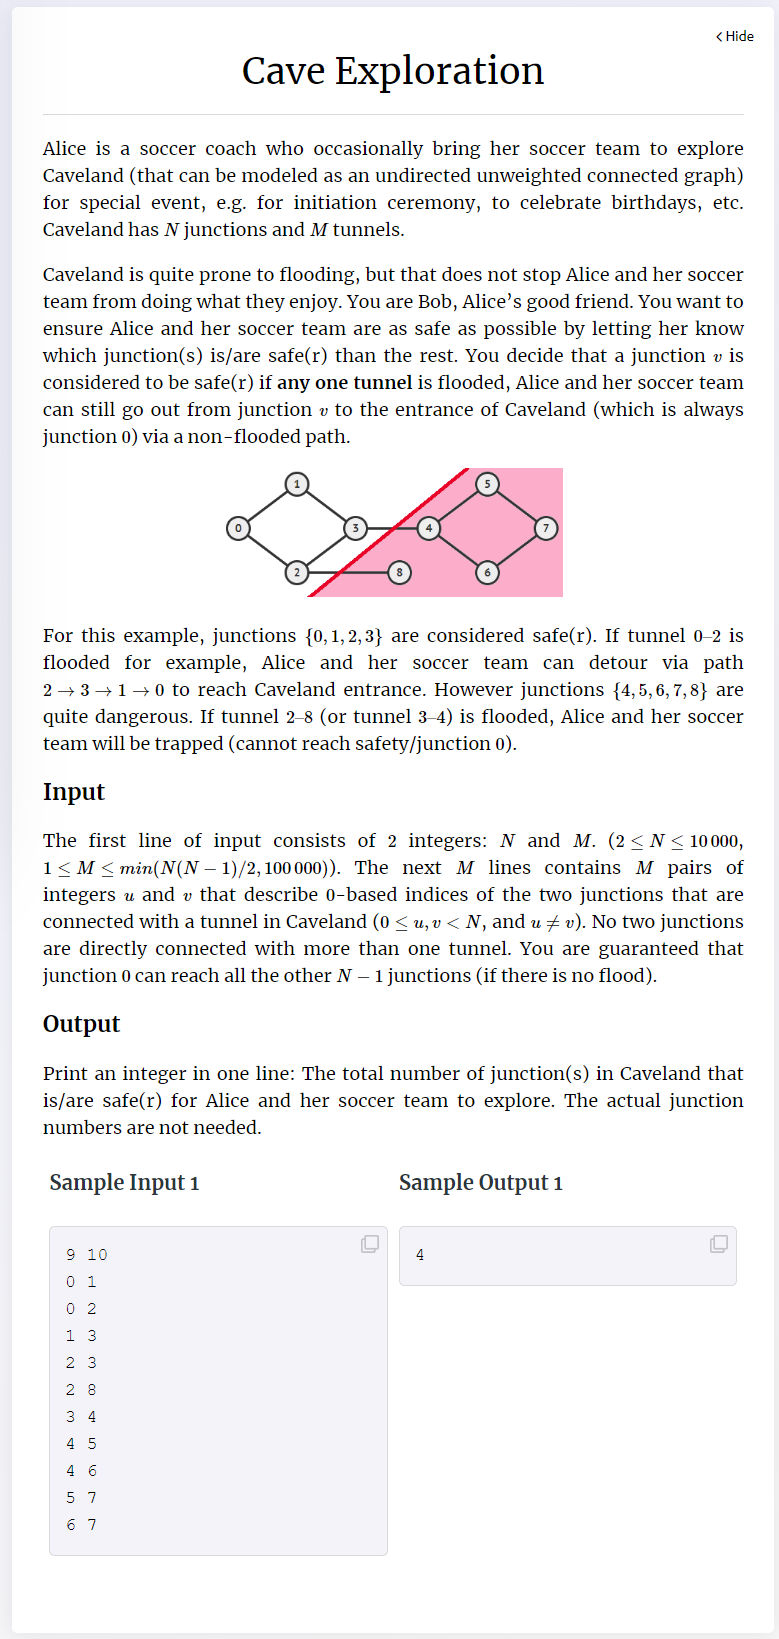 < Hide
Cave Exploration
Alice is a soccer coach who occasionally bring her soccer team to explore
Caveland (that can be modeled as an undirected unweighted connected graph)
for special event, e.g. for initiation ceremony, to celebrate birthdays, etc.
Caveland has N junctions and M tunnels.
Caveland is quite prone to flooding, but that does not stop Alice and her soccer
team from doing what they enjoy. You are Bob, Alice’s good friend. You want to
ensure Alice and her soccer team are as safe as possible by letting her know
which junction(s) is/are safe(r) than the rest. You decide that a junction v is
considered to be safe(r) if any one tunnel is flooded, Alice and her soccer team
can still go out from junction v to the entrance of Caveland (which is always
junction 0) via a non-flooded path.
1 5
0 3 4 7
2 8 6
For this example, junctions {0, 1, 2, 3} are considered safe(r). If tunnel 0–2 is
flooded for example, Alice and her soccer team can detour via path
2 → 3 → 1 → 0 to reach Caveland entrance. However junctions {4, 5, 6, 7, 8} are
quite dangerous. If tunnel 2–8 (or tunnel 3–4) is flooded, Alice and her soccer
team will be trapped (cannot reach safety/junction 0).
Input
The first line of input consists of 2 integers: N and M. (2 ≤ N ≤ 10 000,
1 ≤ M ≤ min(N(N − 1)/2, 100 000)). The next M lines contains M pairs of
integers u and v that describe 0-based indices of the two junctions that are
connected with a tunnel in Caveland (0 ≤ u, v < N, and u ≠ v). No two junctions
are directly connected with more than one tunnel. You are guaranteed that
junction 0 can reach all the other N − 1 junctions (if there is no flood).
Output
Print an integer in one line: The total number of junction(s) in Caveland that
is/are safe(r) for Alice and her soccer team to explore. The actual junction
numbers are not needed.
Sample Input 1
9 10
0 1
0 2
1 3
2 3
2 8
3 4
4 5
4 6
5 7
6 7
Sample Output 1
4